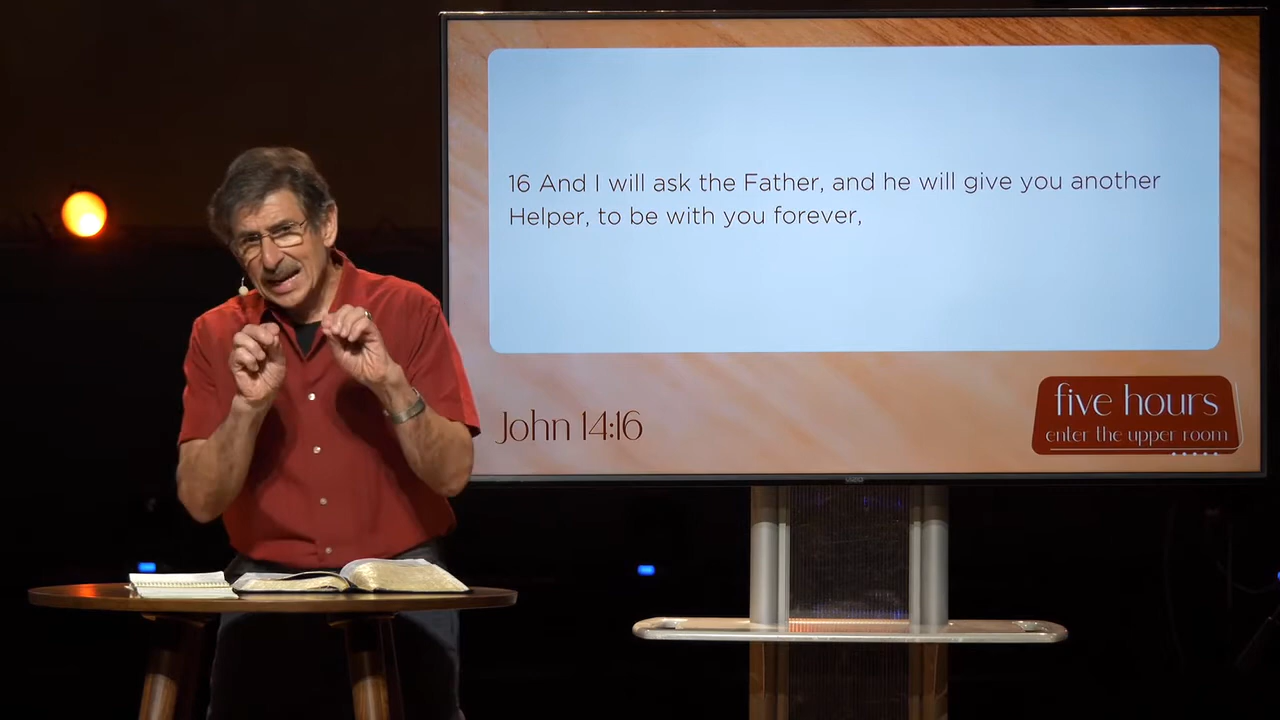 16 And I will ask the Father, and he will give you another
Helper, to be with you forever,
John 14:16
five hours
enter the upper room